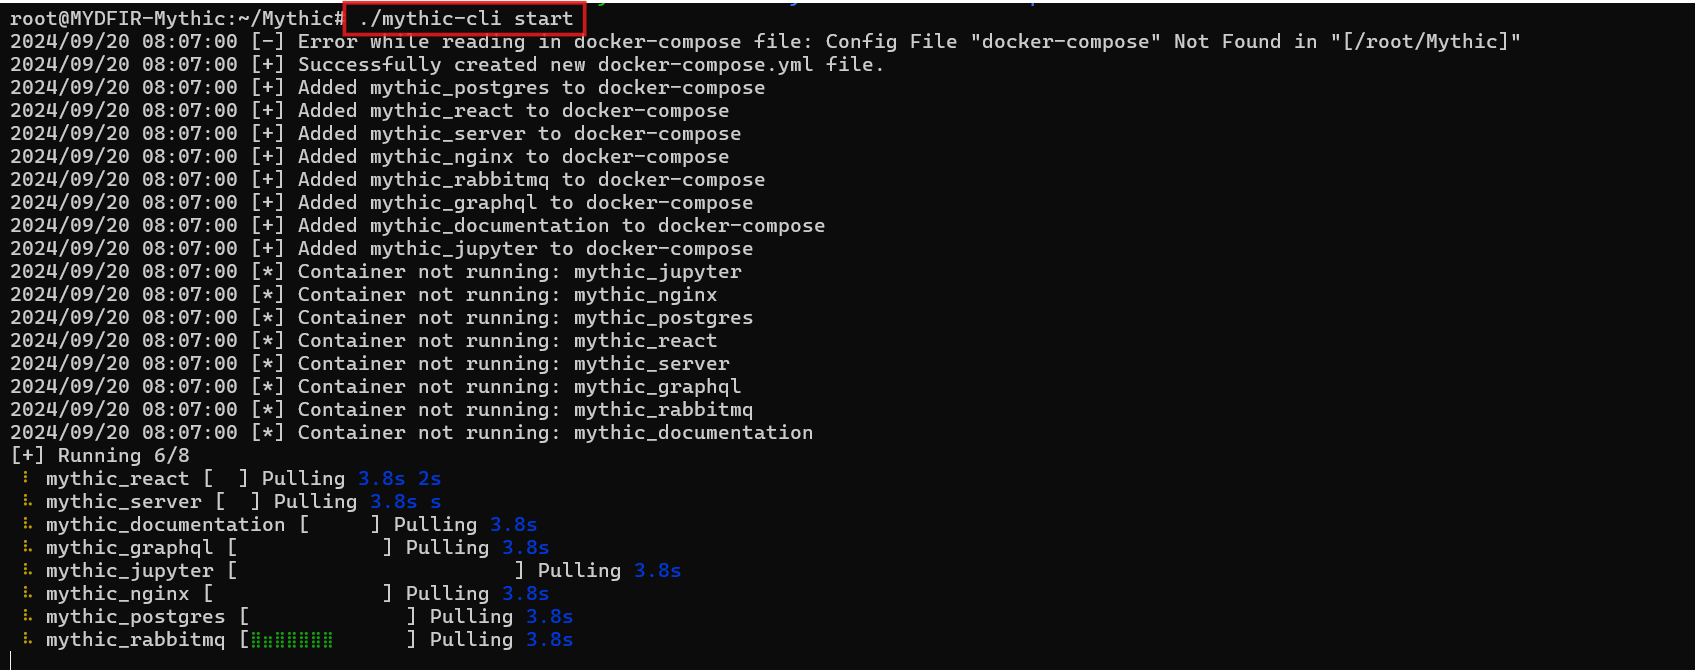 root@MYDFIR-Mythic:~/Mythic# ./mythic-cli start
2024/09/20 08:07:00 [-] Error while reading in docker-compose file: Config File "docker-compose" Not Found in "[/root/Mythic]"
2024/09/20 08:07:00 [+] Successfully created new docker-compose.yml file.
2024/09/20 08:07:00 [+] Added mythic_postgres to docker-compose
2024/09/20 08:07:00 [+] Added mythic_react to docker-compose
2024/09/20 08:07:00 [+] Added mythic_server to docker-compose
2024/09/20 08:07:00 [+] Added mythic_nginx to docker-compose
2024/09/20 08:07:00 [+] Added mythic_rabbitmq to docker-compose
2024/09/20 08:07:00 [+] Added mythic_graphql to docker-compose
2024/09/20 08:07:00 [+] Added mythic_documentation to docker-compose
2024/09/20 08:07:00 [+] Added mythic_jupyter to docker-compose
2024/09/20 08:07:00 [*] Container not running: mythic_jupyter
2024/09/20 08:07:00 [*] Container not running: mythic_nginx
2024/09/20 08:07:00 [*] Container not running: mythic_postgres
2024/09/20 08:07:00 [*] Container not running: mythic_react
2024/09/20 08:07:00 [*] Container not running: mythic_server
2024/09/20 08:07:00 [*] Container not running: mythic_graphql
2024/09/20 08:07:00 [*] Container not running: mythic_rabbitmq
2024/09/20 08:07:00 [*] Container not running: mythic_documentation
[+] Running 6/8
mythic_react [  ] Pulling 3.8s 2s
mythic_server [  ] Pulling 3.8s s
mythic_documentation [     ] Pulling 3.8s
mythic_graphql [            ] Pulling 3.8s
mythic_jupyter [                       ] Pulling 3.8s
mythic_nginx [              ] Pulling 3.8s
mythic_postgres [             ] Pulling 3.8s
mythic_rabbitmq [⣿⣶⣿⣿⣿⣿⣿      ] Pulling 3.8s